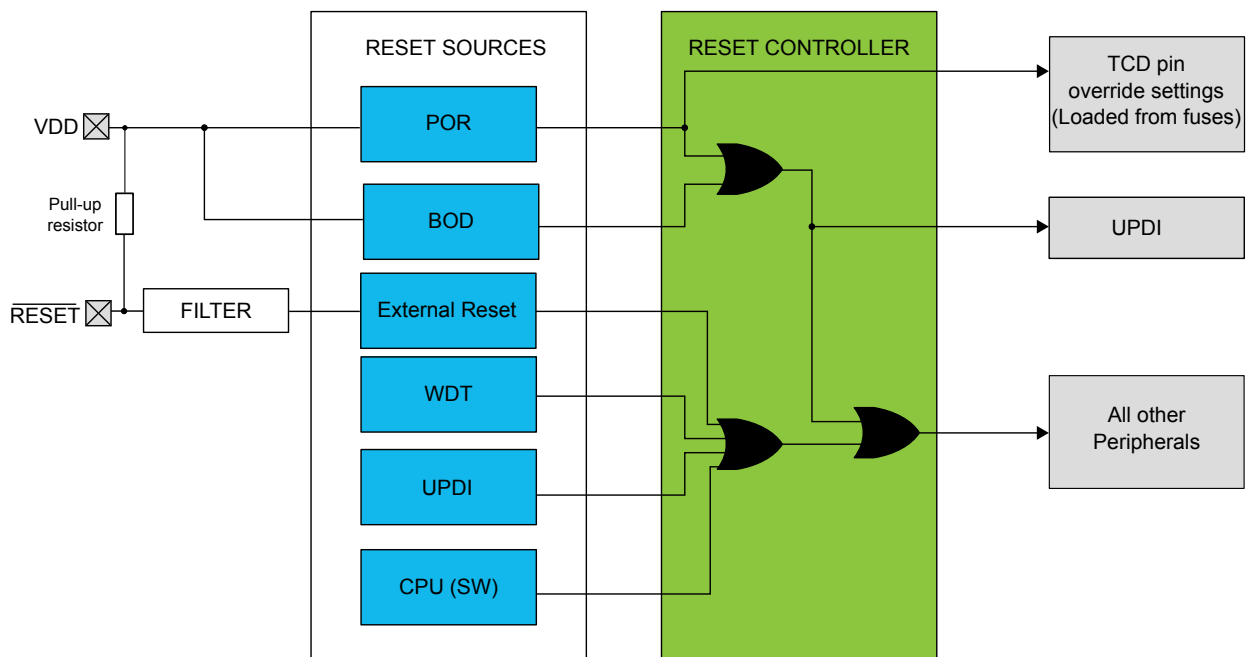 RESET SOURCES
RESET CONTROLLER
TCD pin
override settings
(Loaded from fuses)
VDD
POR
Pull-up
resistor
BOD
UPDI
RESET
FILTER
External Reset
WDT
All other
Peripherals
UPDI
CPU (SW)